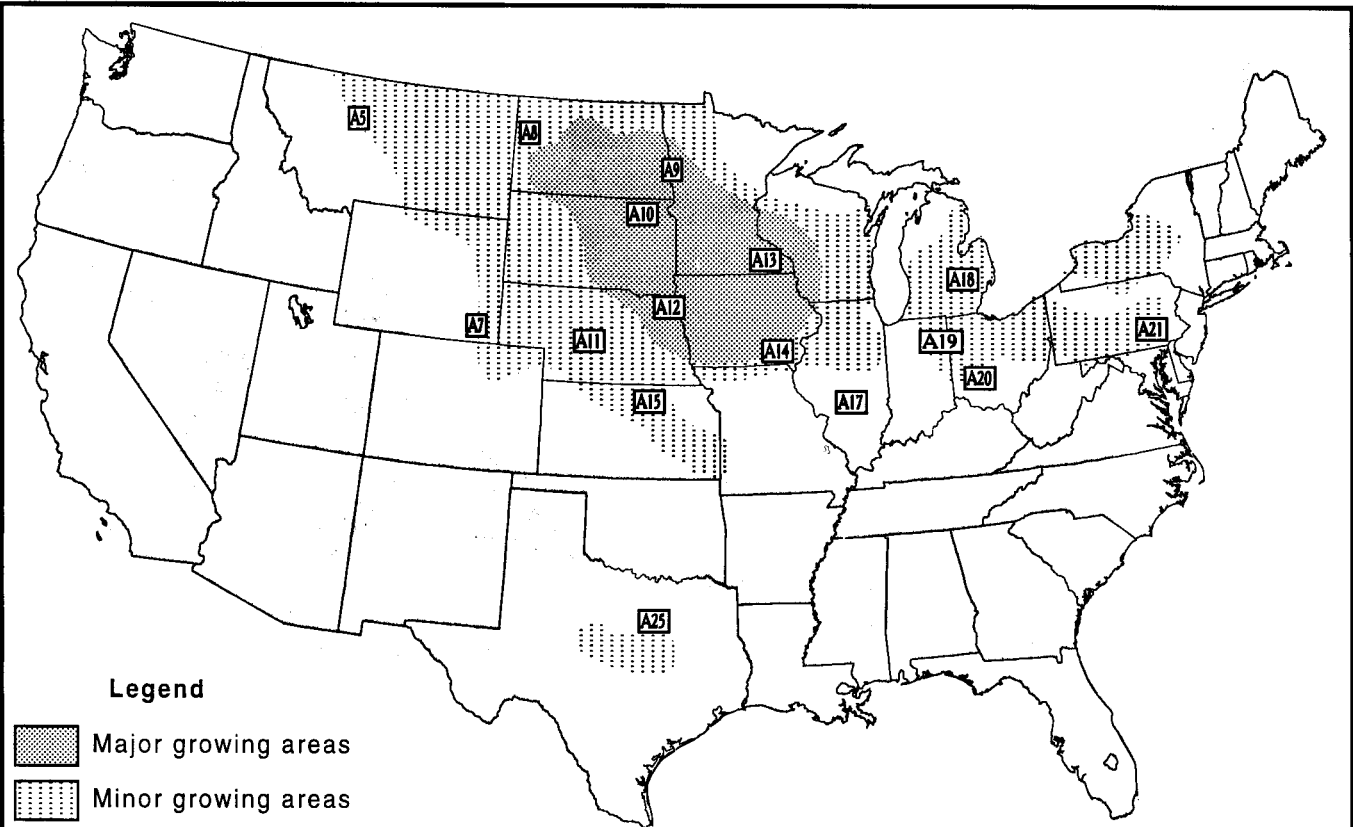 A5
A8
A9
A10
A13
A18
A12
A7
A11
A14
A19
A21
A20
A15
A17
A25
Legend
Major growing areas
Minor growing areas